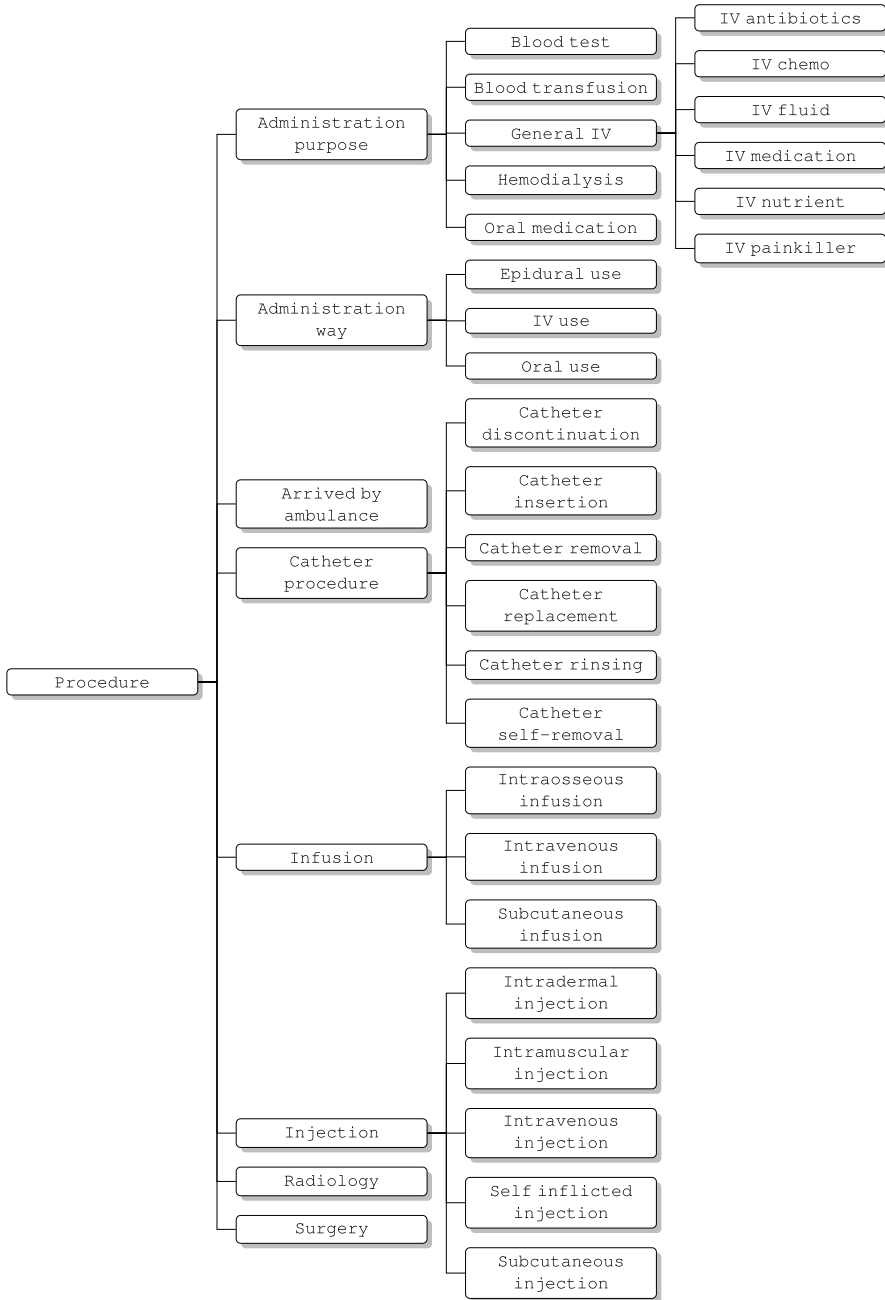 Procedure
Administration
purpose
Blood test
Blood transfusion
General IV
IV antibiotics
IV chemo
IV fluid
IV medication
IV nutrient
IV painkiller
Hemodialysis
Oral medication
Administration
way
Epidural use
IV use
Oral use
Arrived by
ambulance
Catheter
procedure
Catheter
discontinuation
Catheter
insertion
Catheter removal
Catheter
replacement
Catheter rinsing
Catheter
self-removal
Infusion
Intraosseous
infusion
Intravenous
infusion
Subcutaneous
infusion
Injection
Intradermal
injection
Intramuscular
injection
Intravenous
injection
Self inflicted
injection
Subcutaneous
injection
Radiology
Surgery